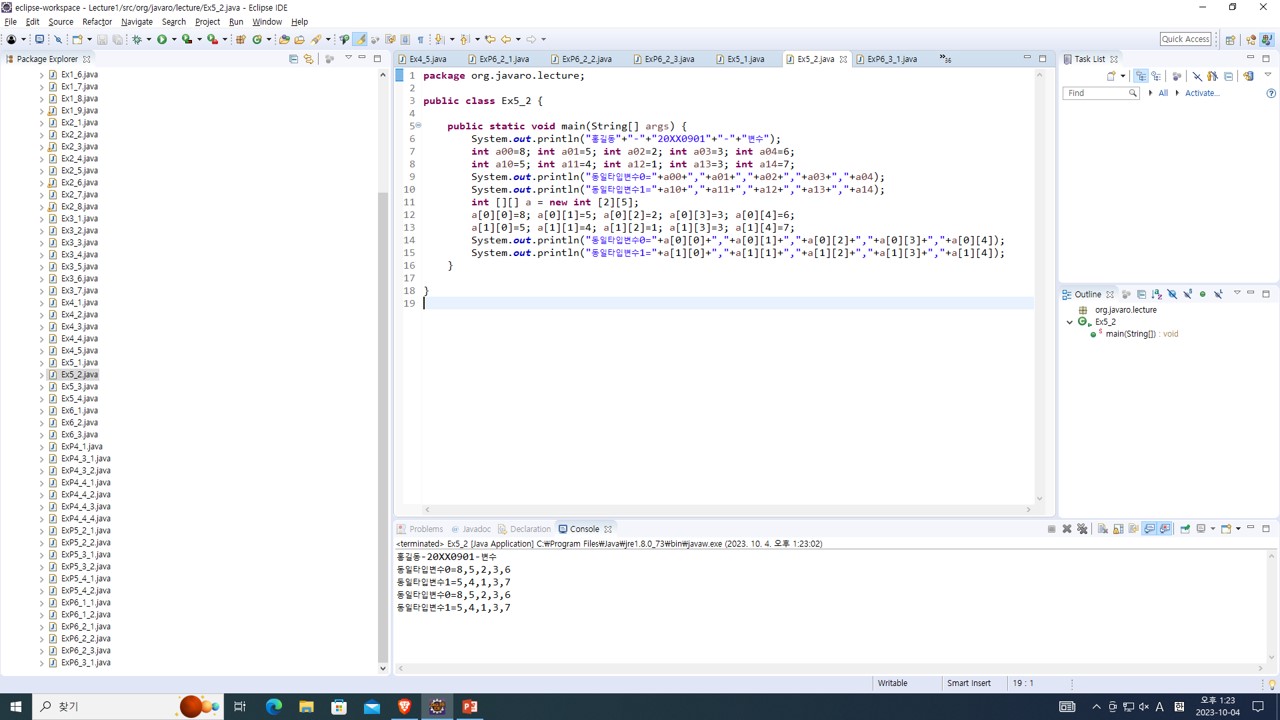 eclipse-workspace - Lecture1/src/org/javaro/lecture/Ex5_2.java - Eclipse IDE
File Edit Source Refactor Navigate Search Project Run Window Help
Quick Access
Package Explorer
Ex1_6.java
Ex1_7.java
Ex1_8.java
Ex1_9.java
Ex2_1.java
Ex2_2.java
Ex2_3.java
Ex2_4.java
Ex2_5.java
Ex2_6.java
Ex2_7.java
Ex2_8.java
Ex3_1.java
Ex3_2.java
Ex3_3.java
Ex3_4.java
Ex3_5.java
Ex3_6.java
Ex3_7.java
Ex4_1.java
Ex4_2.java
Ex4_3.java
Ex4_4.java
Ex4_5.java
Ex5_1.java
Ex5_2.java
Ex5_3.java
Ex5_4.java
Ex6_1.java
Ex6_2.java
Ex6_3.java
ExP4_1.java
ExP4_3_1.java
ExP4_3_2.java
ExP4_4_1.java
ExP4_4_2.java
ExP4_4_3.java
ExP4_4_4.java
ExP5_2_1.java
ExP5_2_2.java
ExP5_3_1.java
ExP5_3_2.java
ExP5_4_1.java
ExP5_4_2.java
ExP6_1_1.java
ExP6_1_2.java
ExP6_2_1.java
ExP6_2_2.java
ExP6_2_3.java
ExP6_3_1.java
Ex4_5.java ExP6_2_1.java ExP6_2_2.java ExP6_2_3.java Ex5_1.java Ex5_2.java ExP6_3_1.java »36
1 package org.javaro.lecture;
2
3 public class Ex5_2 {
4
5 public static void main(String[] args) {
6 System.out.println("홍길동"+"-"+"20XX0901"+"-"+"변수");
7 int a00=8; int a01=5; int a02=2; int a03=3; int a04=6;
8 int a10=5; int a11=4; int a12=1; int a13=3; int a14=7;
9 System.out.println("동일타입변수0="+a00+","+a01+","+a02+","+a03+","+a04);
10 System.out.println("동일타입변수1="+a10+","+a11+","+a12+","+a13+","+a14);
11 int [][] a = new int [2][5];
12 a[0][0]=8; a[0][1]=5; a[0][2]=2; a[0][3]=3; a[0][4]=6;
13 a[1][0]=5; a[1][1]=4; a[1][2]=1; a[1][3]=3; a[1][4]=7;
14 System.out.println("동일타입변수0="+a[0][0]+","+a[0][1]+","+a[0][2]+","+a[0][3]+","+a[0][4]);
15 System.out.println("동일타입변수1="+a[1][0]+","+a[1][1]+","+a[1][2]+","+a[1][3]+","+a[1][4]);
16 }
17
18 }
19
Task List
Find All Activate...
Outline
org.javaro.lecture
Ex5_2
main(String[]) : void
Problems Javadoc Declaration Console
<terminated> Ex5_2 [Java Application] C:₩Program Files₩Java₩jre1.8.0_73₩bin₩javaw.exe (2023. 10. 4. 오후 1:23:02)
홍길동-20XX0901-변수
동일타입변수0=8,5,2,3,6
동일타입변수1=5,4,1,3,7
동일타입변수0=8,5,2,3,6
동일타입변수1=5,4,1,3,7
Writable Smart Insert 19 : 1
찾기
A
오후 1:23
2023-10-04